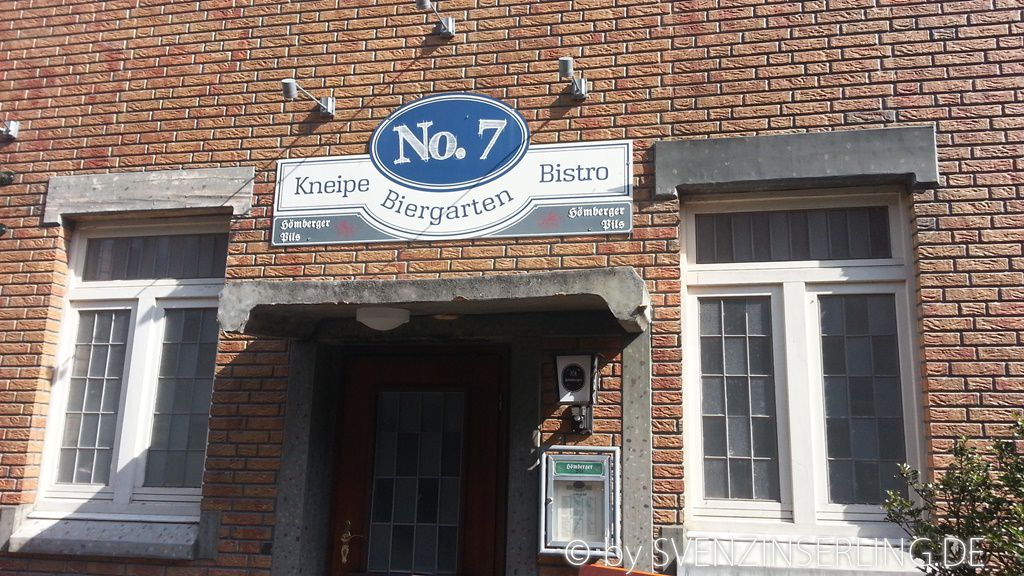 No. 7
Kneipe Biergarten Bistro
Hömberger
Pils
Hömberger
Pils
Hömberger
© by SVENZINSERLING.DE